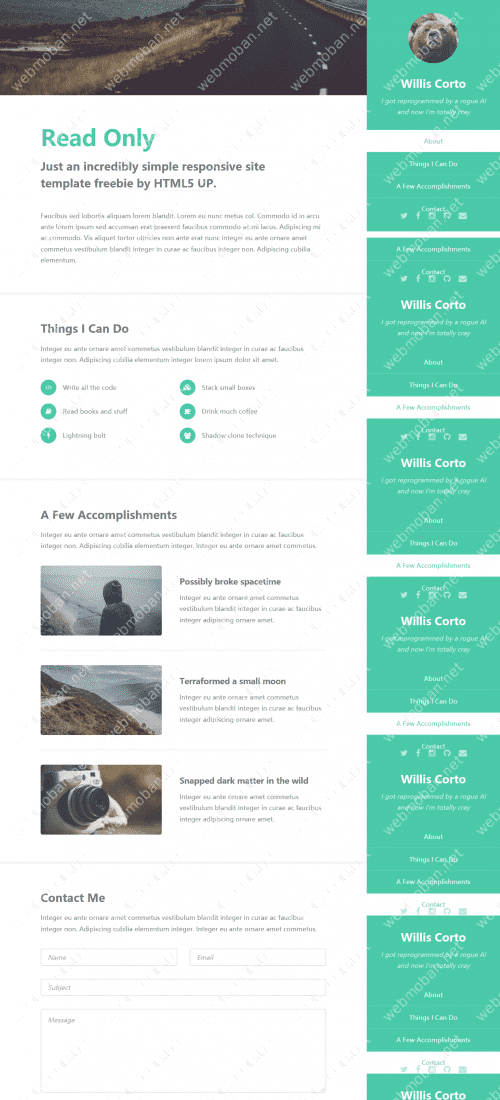 Read Only
Just an incredibly simple responsive site
template freebie by HTML5 UP.
Faucibus sed lobortis aliquam lorem blandit. Lorem eu nunc metus col. Commodo id in arcu
ante lorem ipsum sed accumsan erat praesent faucibus commodo ac mi lacus. Adipiscing mi
ac commodo. Vis aliquet tortor ultricies non ante erat nunc integer eu ante ornare amet
commetus vestibulum blandit integer in curae ac faucibus integer non. Adipiscing cubilia
elementum.
Things I Can Do
Integer eu ante ornare amet commetus vestibulum blandit integer in curae ac faucibus
integer non. Adipiscing cubilia elementum integer lorem ipsum dolor sit amet.
Write all the code
Stack small boxes
Read books and stuff
Drink much coffee
Lightning bolt
Shadow clone technique
A Few Accomplishments
Integer eu ante ornare amet commetus vestibulum blandit integer in curae ac faucibus
integer non. Adipiscing cubilia elementum integer. Integer eu ante ornare amet commetus.
Possibly broke spacetime
Integer eu ante ornare amet commetus
vestibulum blandit integer in curae ac faucibus
integer adipiscing ornare amet.
Terraformed a small moon
Integer eu ante ornare amet commetus
vestibulum blandit integer in curae ac faucibus
integer adipiscing ornare amet.
Snapped dark matter in the wild
Integer eu ante ornare amet commetus
vestibulum blandit integer in curae ac faucibus
integer adipiscing ornare amet.
Contact Me
Integer eu ante ornare amet commetus vestibulum blandit integer in curae ac faucibus
integer non. Adipiscing cubilia elementum integer. Integer eu ante ornare amet commetus.
Name
Email
Subject
Message
Willis Corto
I got reprogrammed by a rogue AI
and now I'm totally cray
About
Things I Can Do
A Few Accomplishments
Contact
A Few Accomplishments
Contact
Willis Corto
I got reprogrammed by a rogue AI
and now I'm totally cray
About
Things I Can Do
A Few Accomplishments
Contact
Willis Corto
I got reprogrammed by a rogue AI
and now I'm totally cray
About
Things I Can Do
A Few Accomplishments
Contact
Willis Corto
I got reprogrammed by a rogue AI
and now I'm totally cray
About
Things I Can Do
A Few Accomplishments
Contact
Willis Corto
I got reprogrammed by a rogue AI
and now I'm totally cray
About
Things I Can Do
A Few Accomplishments
Contact
Willis Corto
I got reprogrammed by a rogue AI
and now I'm totally cray
About
Things I Can Do
A Few Accomplishments
Contact
Willis Corto
webmoban.net